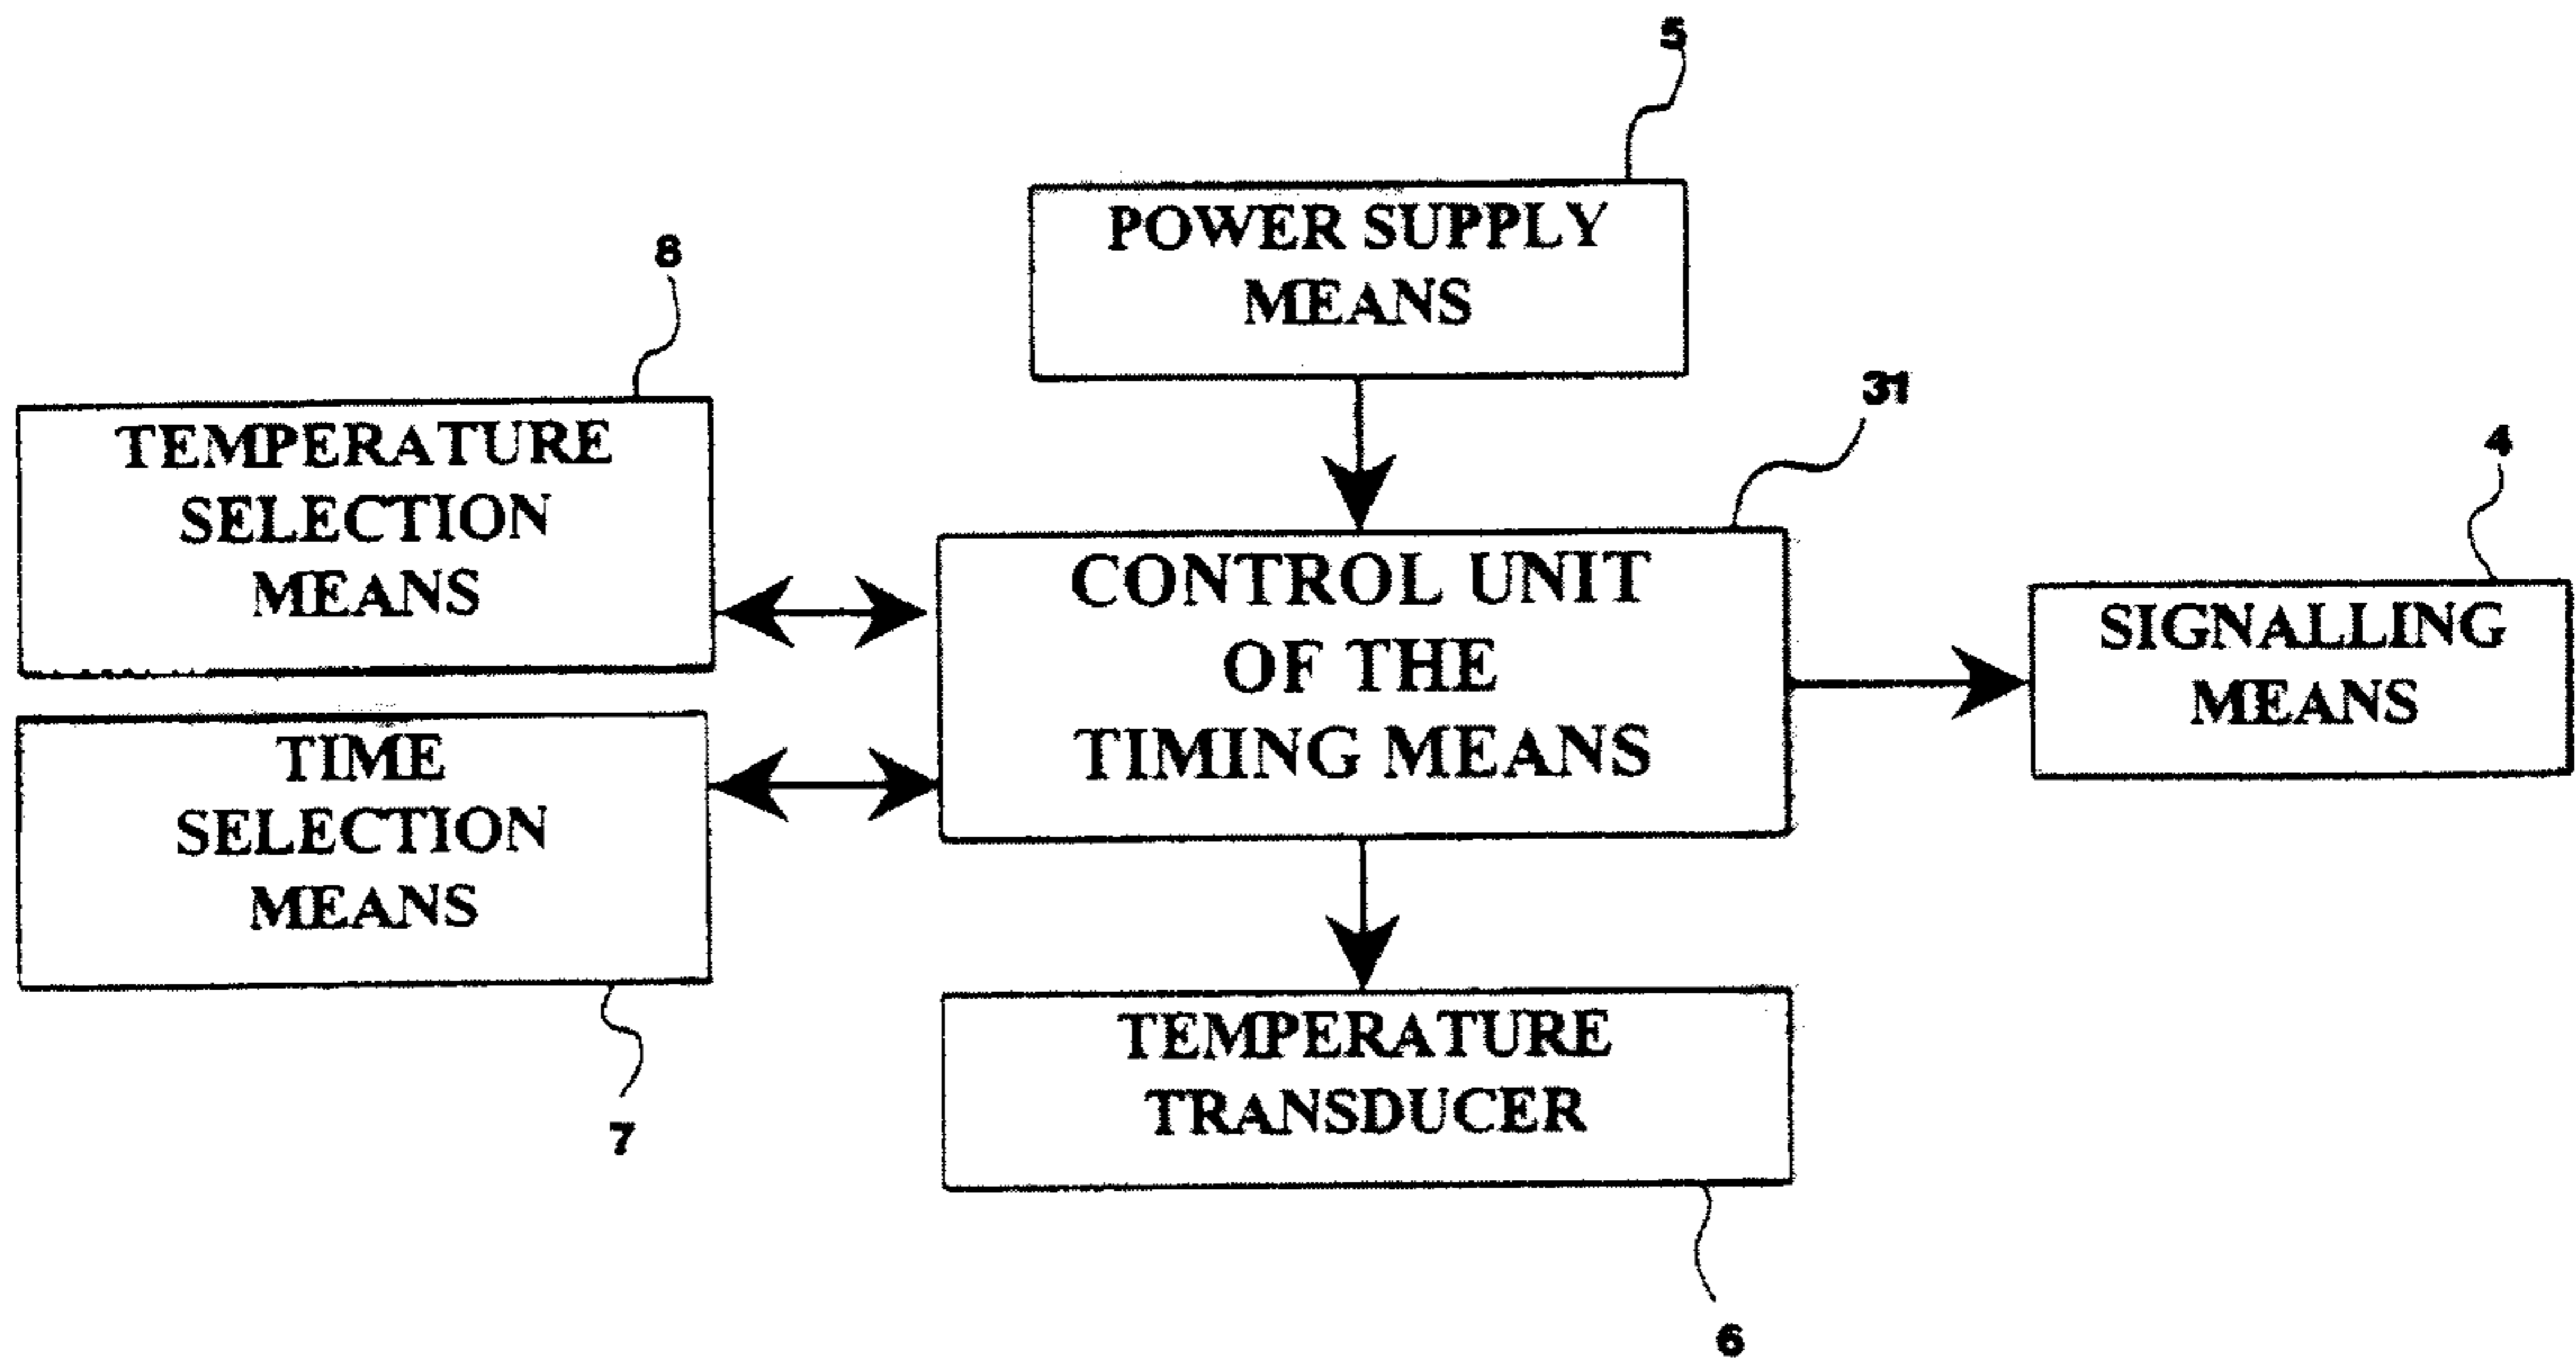 5
POWER SUPPLY
MEANS
8
TEMPERATURE
SELECTION
MEANS
31
CONTROL UNIT
OF THE
TIMING MEANS
4
SIGNALLING
MEANS
TIME
SELECTION
MEANS
7
TEMPERATURE
TRANSDUCER
6